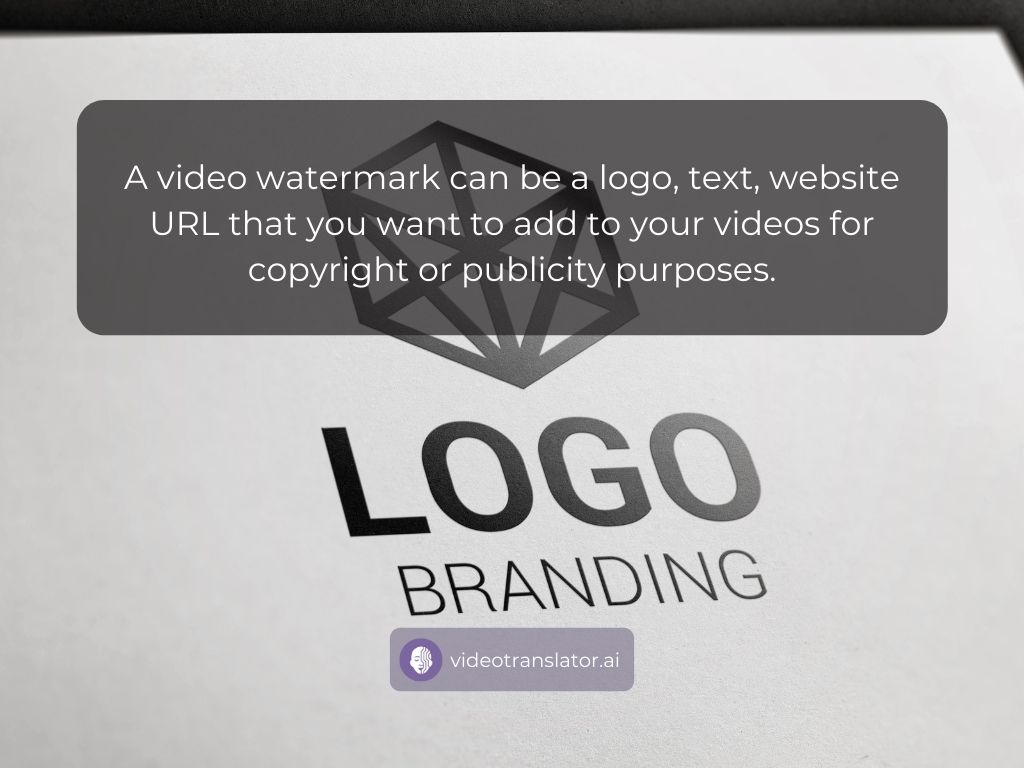 A video watermark can be a logo, text, website
URL that you want to add to your videos for
copyright or publicity purposes.
LOGO
BRANDING
videotranslator.ai